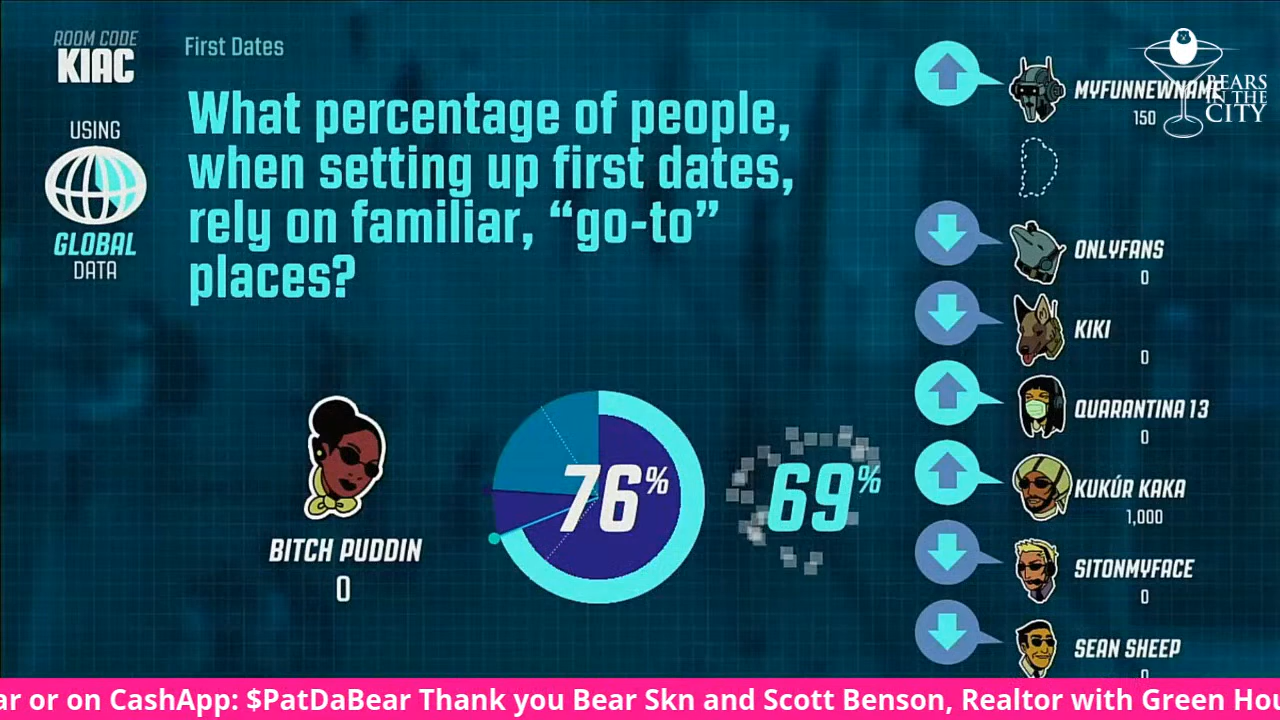 ROOM CODE
KIAC
USING
GLOBAL
DATA
First Dates
What percentage of people,
when setting up first dates,
rely on familiar, “go-to”
places?
BITCH PUDDIN
0
76%
69%
MYFUNNEWNAME
150
BEARS
IN THE
CITY
ONLYFANS
0
KIKI
0
QUARANTINA 13
0
KUKÚR KAKA
1,000
SITONMYFACE
0
SEAN SHEEP
0
ar or on CashApp: $PatDaBear Thank you Bear Skn and Scott Benson, Realtor with Green Hou